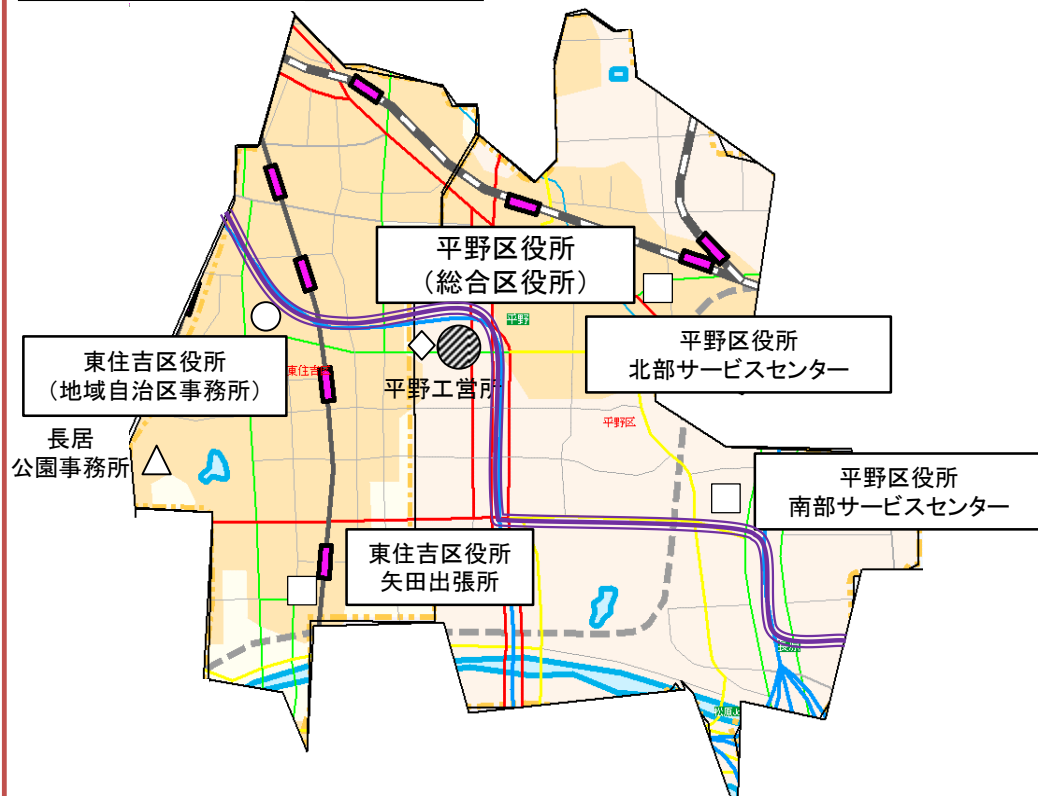 平野区役所
（総合区役所）
平野
平野区役所
北部サービスセンター
東住吉区役所
（地域自治区事務所）
東住吉区
平野工営所
平野区
長居
公園事務所
平野区役所
南部サービスセンター
東住吉区役所
矢田出張所